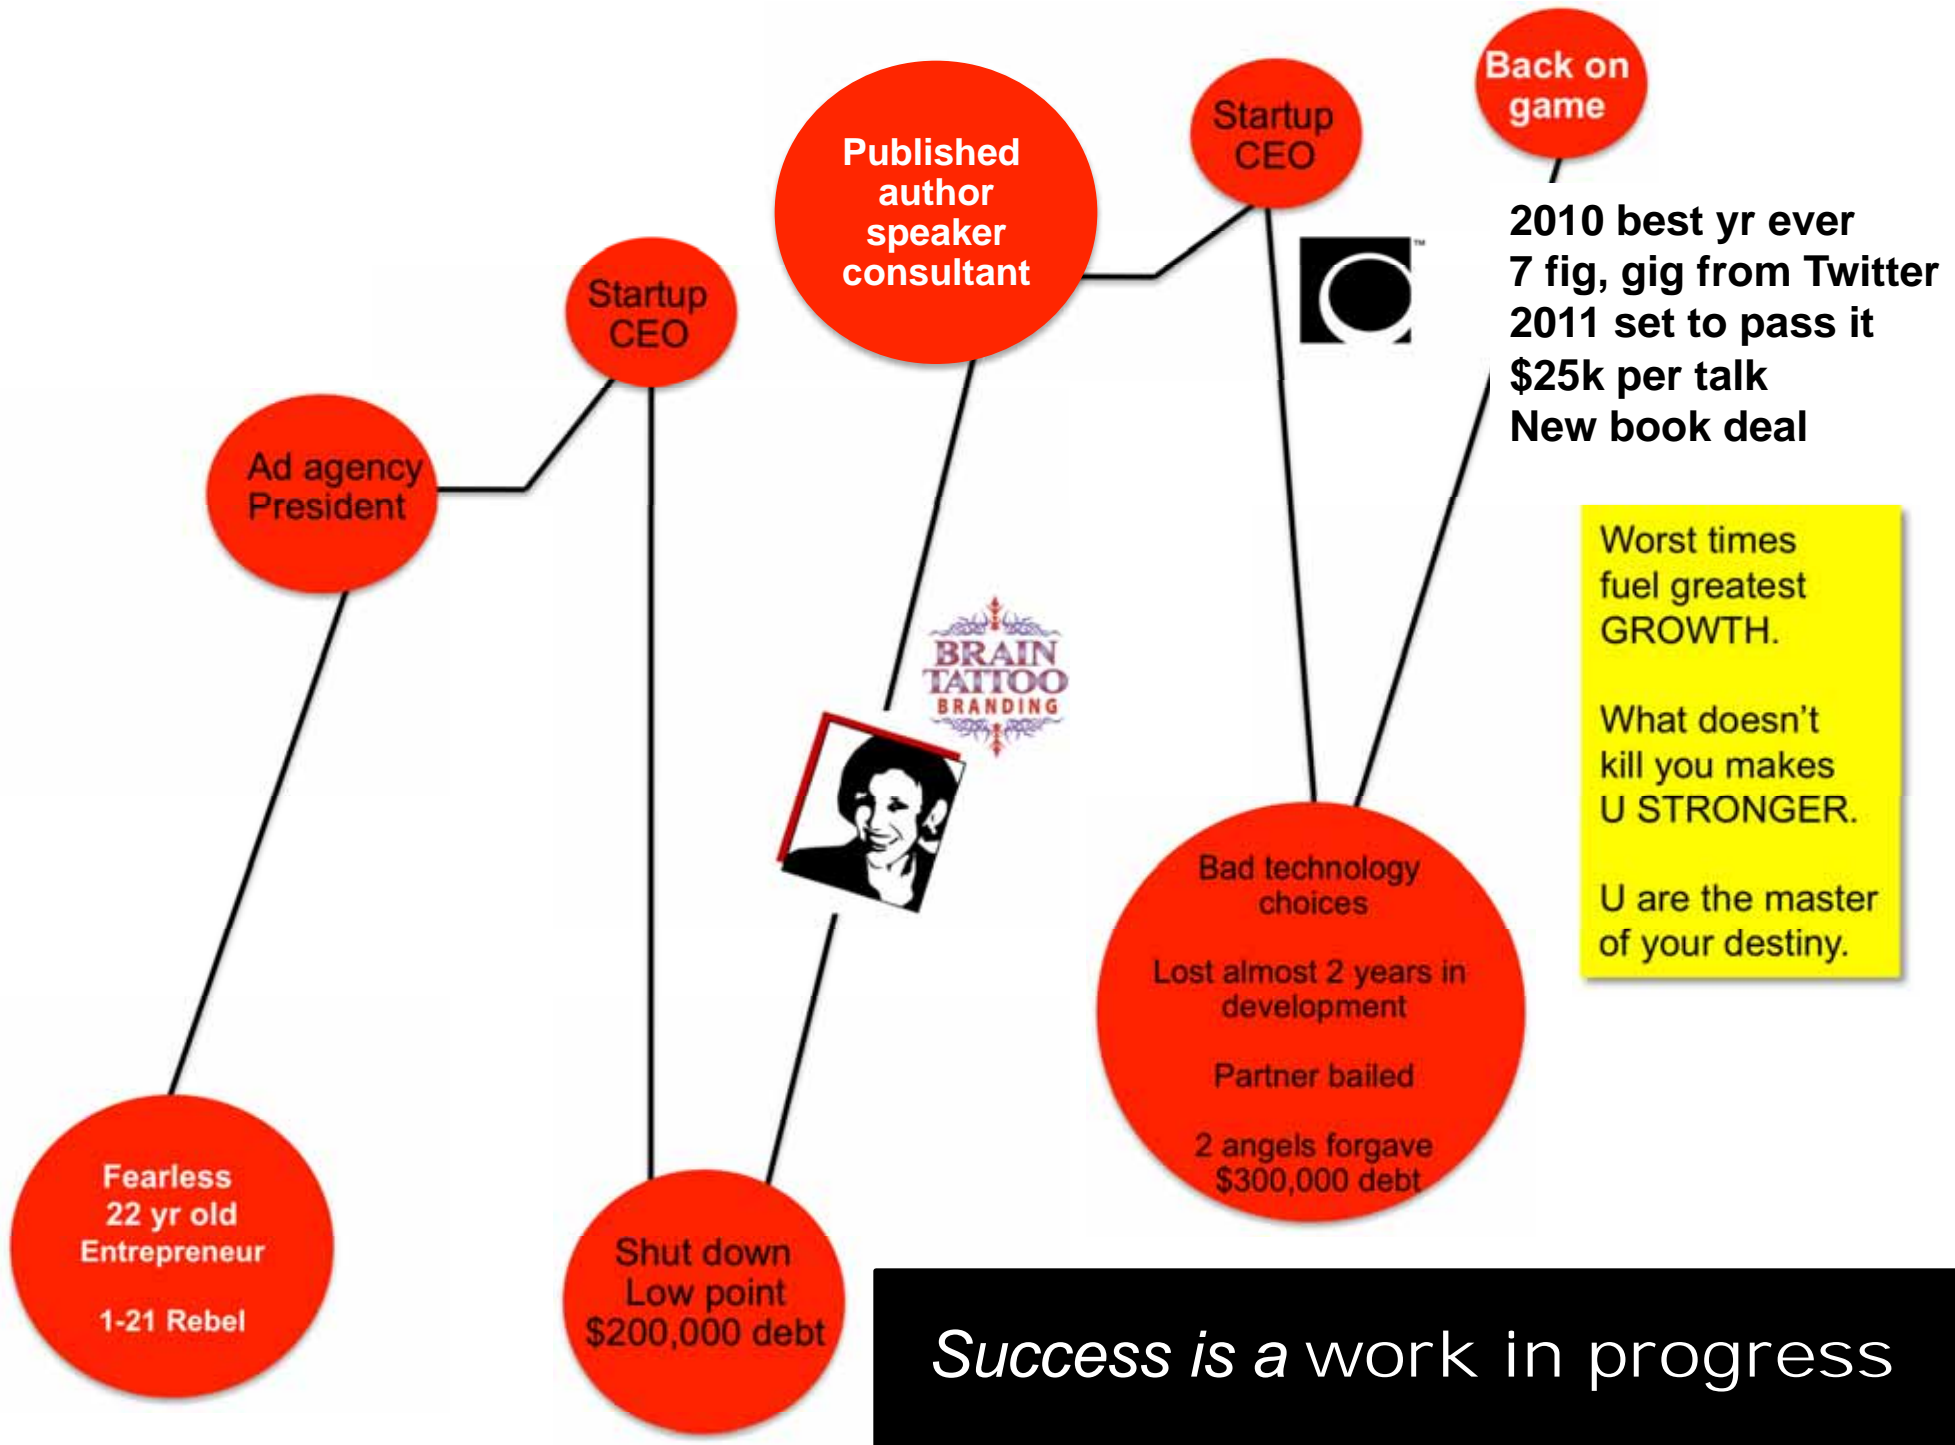 Fearless
22 yr old
Entrepreneur
1-21 Rebel
Ad agency
President
Startup
CEO
Shut down
Low point
$200,000 debt
BRAIN
TATTOO
BRANDING
Published
author
speaker
consultant
Startup
CEO
TM
Bad technology
choices
Lost almost 2 years in
development
Partner bailed
2 angels forgave
$300,000 debt
Back on
game
2010 best yr ever
7 fig, gig from Twitter
2011 set to pass it
$25k per talk
New book deal
Worst times
fuel greatest
GROWTH.
What doesn't
kill you makes
U STRONGER.
U are the master
of your destiny.
Success is a work in progress